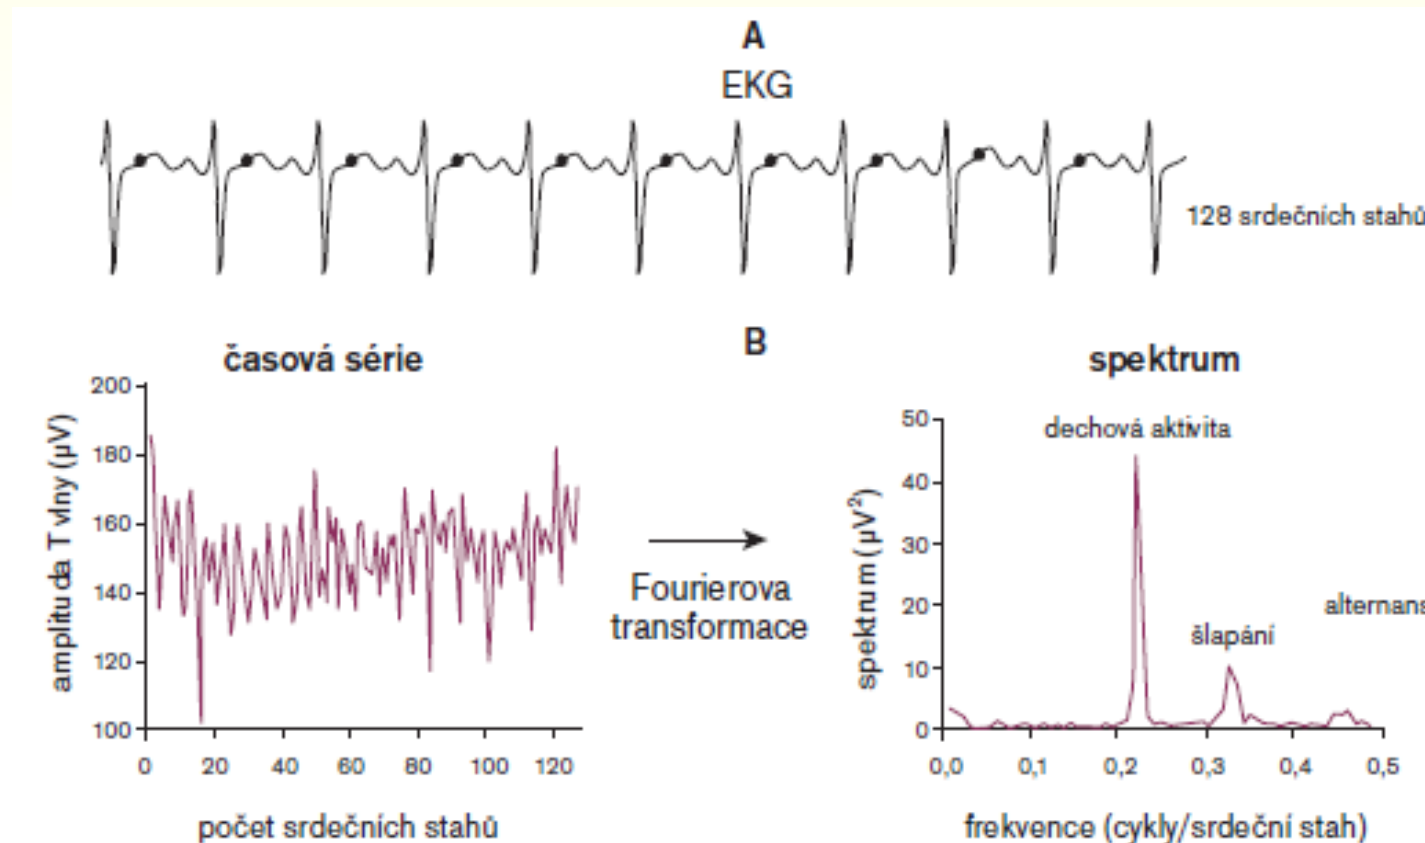 A
EKG
128 srdečních stahů
B
časová série
200
180
160
140
120
100
amplituda T vlny (µV)
0 20 40 60 80 100 120
počet srdečních stahů
Fourierova
transformace
spektrum
50
40
30
20
10
0
spektrum (µV²)
dechová aktivita
šlapání
alternans
0,0 0,1 0,2 0,3 0,4 0,5
frekvence (cykly/srdeční stah)